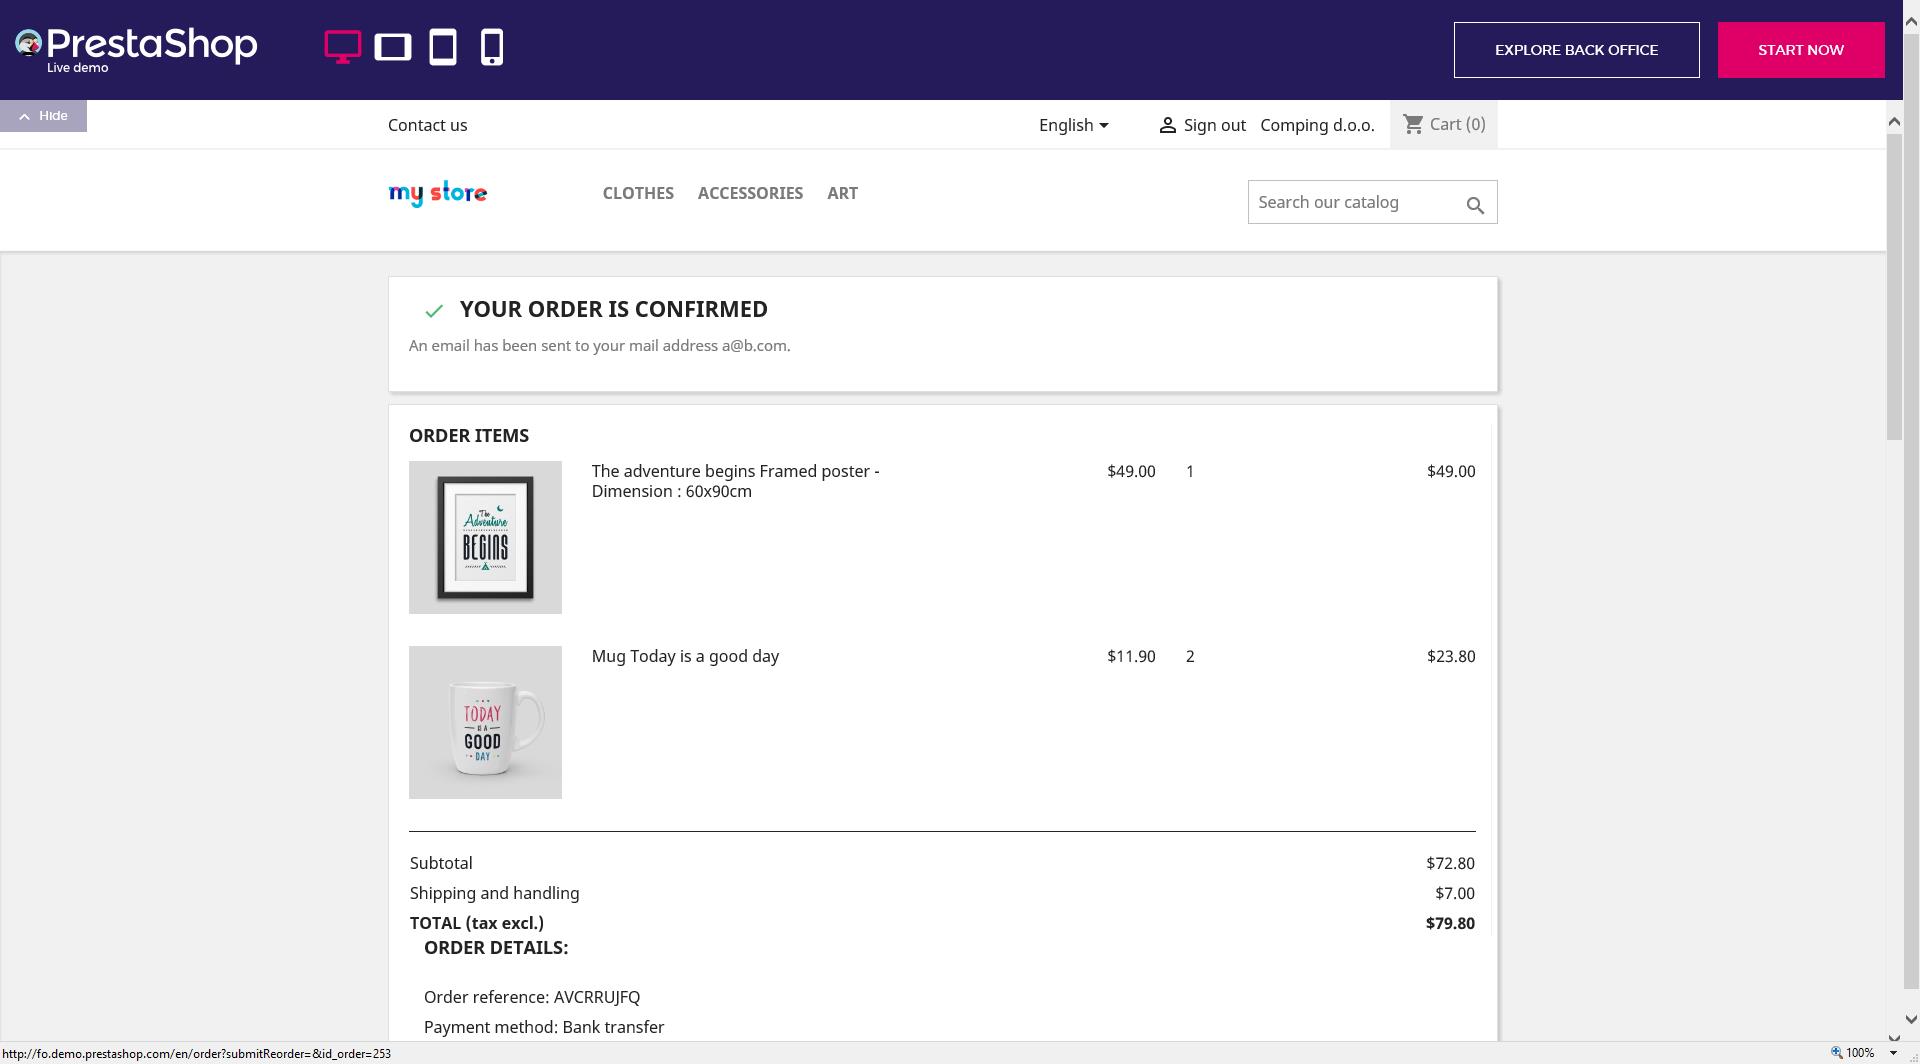 PrestaShop
Live demo
EXPLORE BACK OFFICE
START NOW
Hide
Contact us
English
Sign out
Comping d.o.o.
Cart (0)
my store
CLOTHES
ACCESSORIES
ART
Search our catalog
YOUR ORDER IS CONFIRMED
An email has been sent to your mail address a@b.com.
ORDER ITEMS
The Adventure BEGINS
The adventure begins Framed poster -
Dimension : 60x90cm
$49.00 1 $49.00
TODAY
IS A
GOOD
DAY
Mug Today is a good day
$11.90 2 $23.80
Subtotal $72.80
Shipping and handling $7.00
TOTAL (tax excl.) $79.80
ORDER DETAILS:
Order reference: AVCRRUJFQ
Payment method: Bank transfer
http://fo.demo.prestashop.com/en/order?submitReorder=&id_order=253
100%